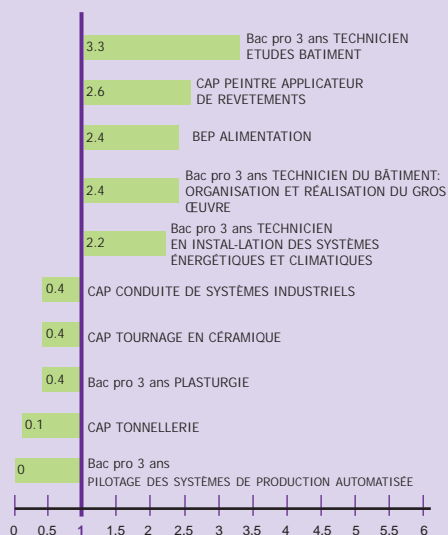 3.3
Bac pro 3 ans TECHNICIEN
ETUDES BATIMENT
2.6
CAP PEINTRE APPLICATEUR
DE REVETEMENTS
2.4
BEP ALIMENTATION
2.4
Bac pro 3 ans TECHNICIEN DU BÂTIMENT:
ORGANISATION ET RÉALISATION DU GROS
ŒUVRE
2.2
Bac pro 3 ans TECHNICIEN
EN INSTAL-LATION DES SYSTÈMES
ÉNERGÉTIQUES ET CLIMATIQUES
0.4
CAP CONDUITE DE SYSTÈMES INDUSTRIELS
0.4
CAP TOURNAGE EN CÉRAMIQUE
0.4
Bac pro 3 ans PLASTURGIE
0.1
CAP TONNELLERIE
0
Bac pro 3 ans
PILOTAGE DES SYSTÈMES DE PRODUCTION AUTOMATISÉE
0 0.5 1 1.5 2 2.5 3 3.5 4 4.5 5 5.5 6